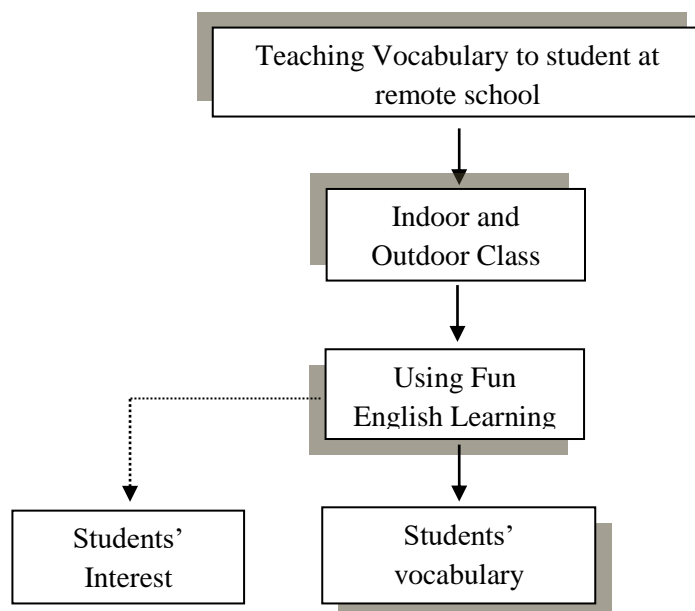 Teaching Vocabulary to student at
remote school
Indoor and
Outdoor Class
Using Fun
English Learning
Students’
Interest
Students’
vocabulary